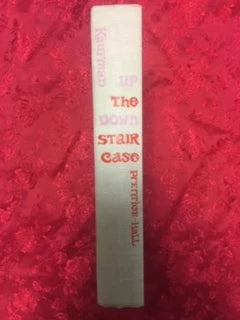 Kaufman
UP
The
DOWN
STAIR
Case
Prentice-Hall